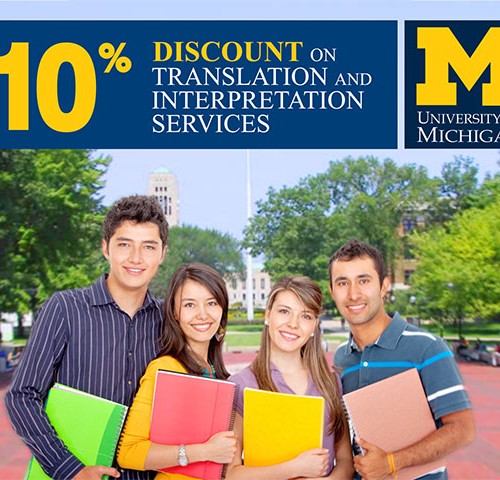 10%
DISCOUNT ON
TRANSLATION AND
INTERPRETATION
SERVICES
M
UNIVERSITY
MICHIGA